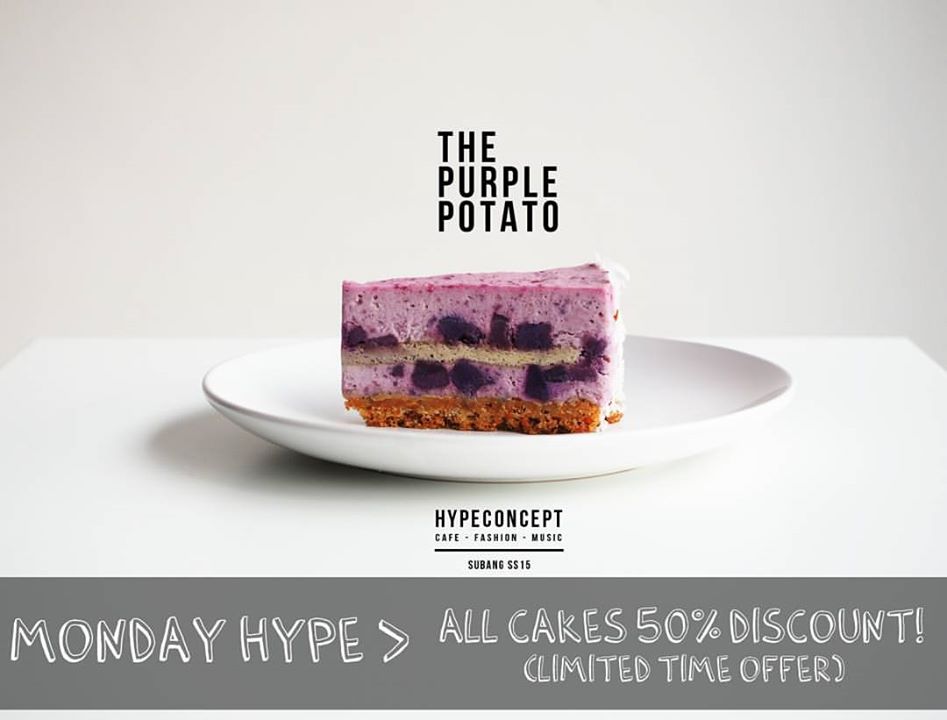 THE
PURPLE
POTATO
HYPECONCEPT
CAFE - FASHION - MUSIC
SUBANG SS15
MONDAY HYPE > ALL CAKES 50% DISCOUNT!
(LIMITED TIME OFFER)